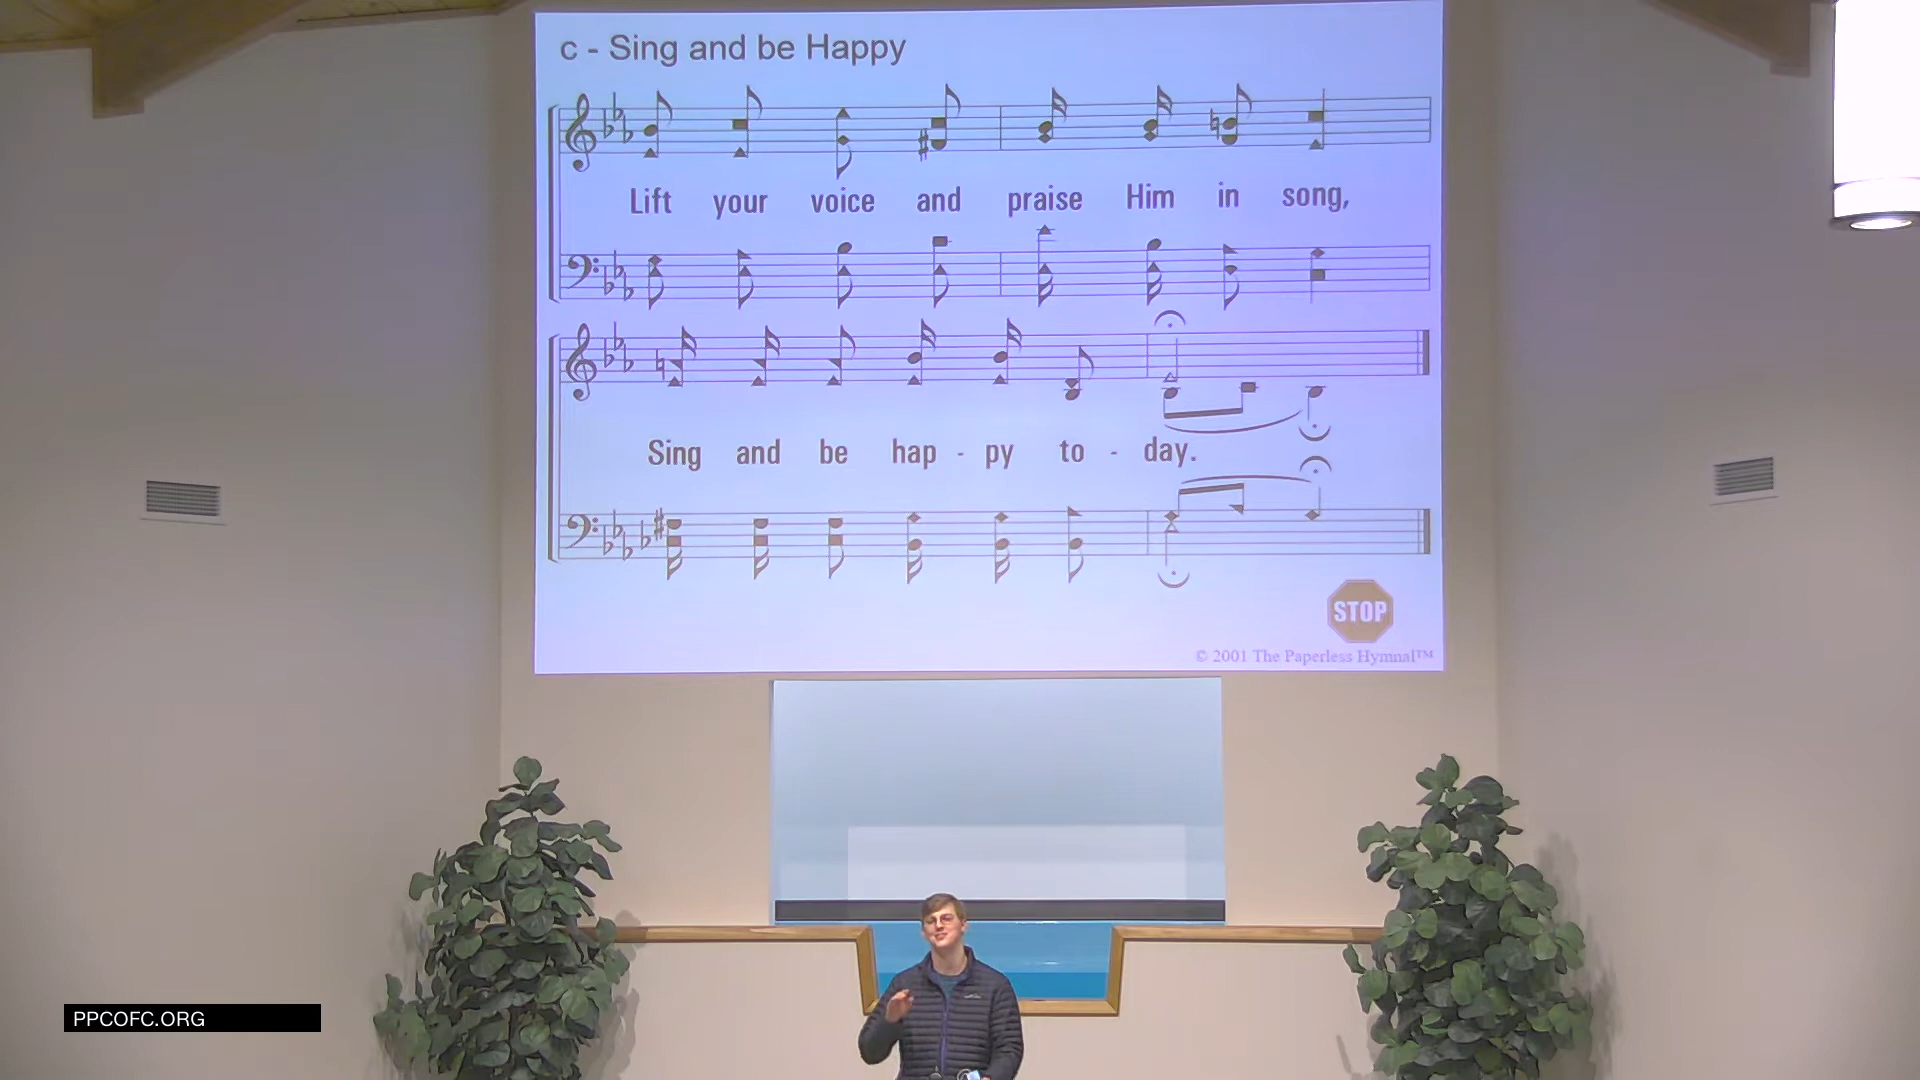 c - Sing and be Happy
Lift your voice and praise Him in song,
Sing and be hap - py to - day.
STOP
© 2001 The Paperless Hymnal™
PPCOFC.ORG